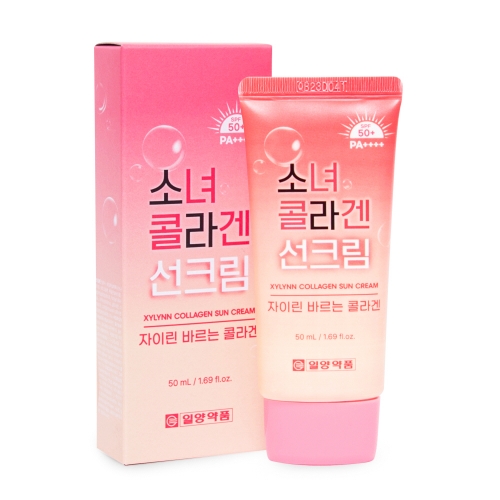 SPF
50+
PA++++
소녀
콜라겐
선크림
XYLYNN COLLAGEN SUN CREAM
자이린 바르는 콜라겐
50 mL / 1.69 fl.oz.
일양약품
SPF
50+
PA++++
소녀
콜라겐
선크림
XYLYNN COLLAGEN SUN CREAM
자이린 바르는 콜라겐
50 mL / 1.69 fl.oz.
일양약품